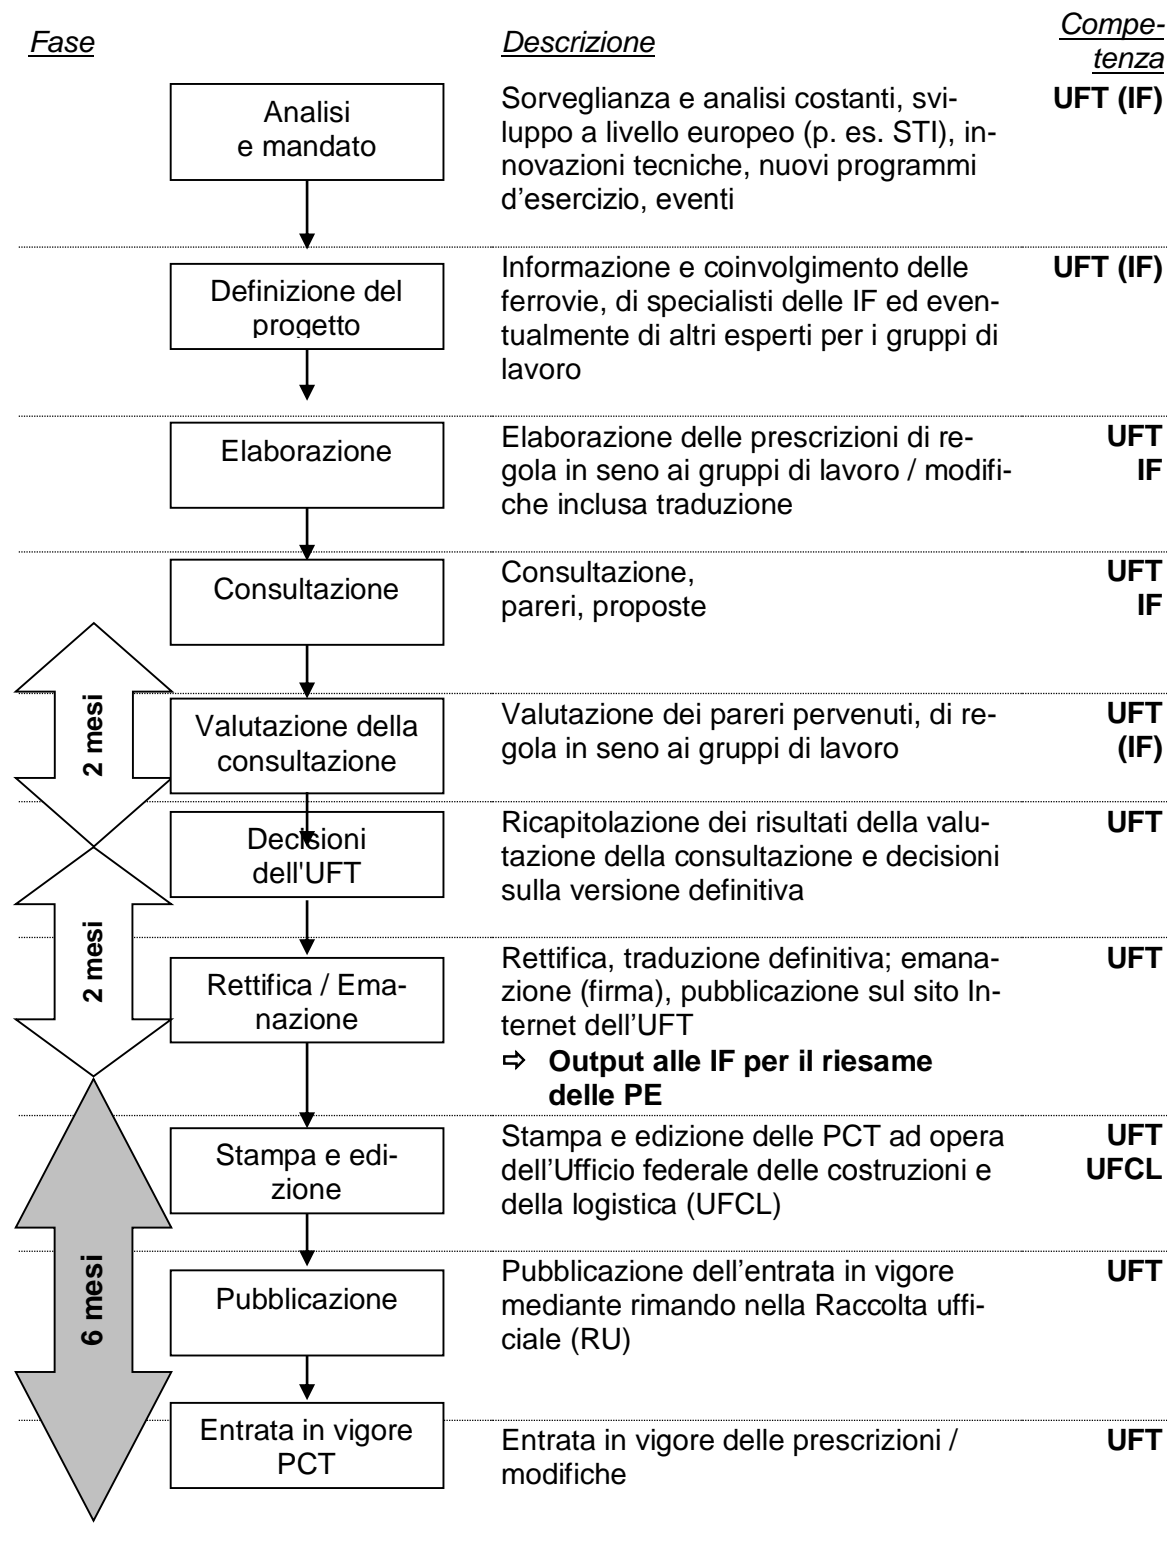 Fase
Descrizione
Compe-
tenza
Analisi
e mandato
Sorveglianza e analisi costanti, svi-
luppo a livello europeo (p. es. STI), in-
novazioni tecniche, nuovi programmi
d’esercizio, eventi
UFT (IF)
Definizione del
progetto
Informazione e coinvolgimento delle
ferrovie, di specialisti delle IF ed even-
tualmente di altri esperti per i gruppi di
lavoro
UFT (IF)
Elaborazione
Elaborazione delle prescrizioni di re-
gola in seno ai gruppi di lavoro / modifi-
che inclusa traduzione
UFT
IF
Consultazione
Consultazione,
pareri, proposte
UFT
IF
2 mesi
Valutazione della
consultazione
Valutazione dei pareri pervenuti, di re-
gola in seno ai gruppi di lavoro
UFT
(IF)
Decisioni
dell'UFT
Ricapitolazione dei risultati della valu-
tazione della consultazione e decisioni
sulla versione definitiva
UFT
2 mesi
Rettifica / Ema-
nazione
Rettifica, traduzione definitiva; emana-
zione (firma), pubblicazione sul sito In-
ternet dell’UFT
⇨ Output alle IF per il riesame
delle PE
UFT
Stampa e edi-
zione
Stampa e edizione delle PCT ad opera
dell’Ufficio federale delle costruzioni e
della logistica (UFCL)
UFT
UFCL
6 mesi
Pubblicazione
Pubblicazione dell’entrata in vigore
mediante rimando nella Raccolta uffi-
ciale (RU)
UFT
Entrata in vigore
PCT
Entrata in vigore delle prescrizioni /
modifiche
UFT